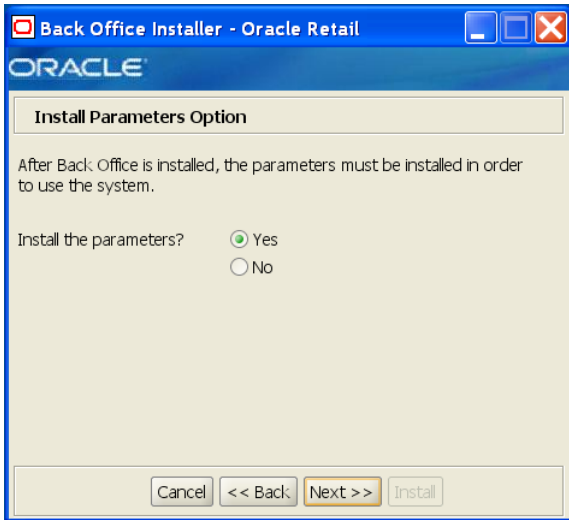 Back Office Installer - Oracle Retail
ORACLE
Install Parameters Option
After Back Office is installed, the parameters must be installed in order
to use the system.
Install the parameters? Yes
No
Cancel << Back Next >> Install